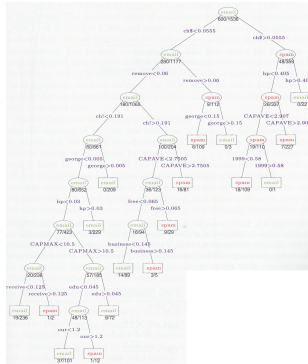 email
600/1536
ch$<0.0555
ch$>0.0555
email
280/1177
spam
48/359
remove<0.06
remove>0.06
hp<0.405
hp>0.40
email
180/1065
spam
9/112
spam
26/337
email
0/22
ch!<0.191
ch!>0.191
george<0.15
george>0.15
CAPAVE<2.907
CAPAVE>2.90
email
80/861
email
100/204
spam
6/109
email
0/3
spam
19/110
spam
7/227
george<0.005
george>0.005
CAPAVE<2.7505
CAPAVE>2.7505
1999<0.58
1999>0.58
email
80/652
email
0/209
email
36/123
spam
16/81
spam
18/109
email
0/1
hp<0.03
hp>0.03
free<0.065
free>0.065
email
77/423
email
3/229
email
16/94
spam
9/29
CAPMAX<10.5
CAPMAX>10.5
business<0.145
business>0.145
email
20/238
email
57/185
email
14/89
spam
3/5
receive<0.125
receive>0.125
edu<0.045
edu>0.045
email
19/236
spam
1/2
email
48/113
email
9/72
our<1.2
our>1.2
email
37/101
spam
1/12